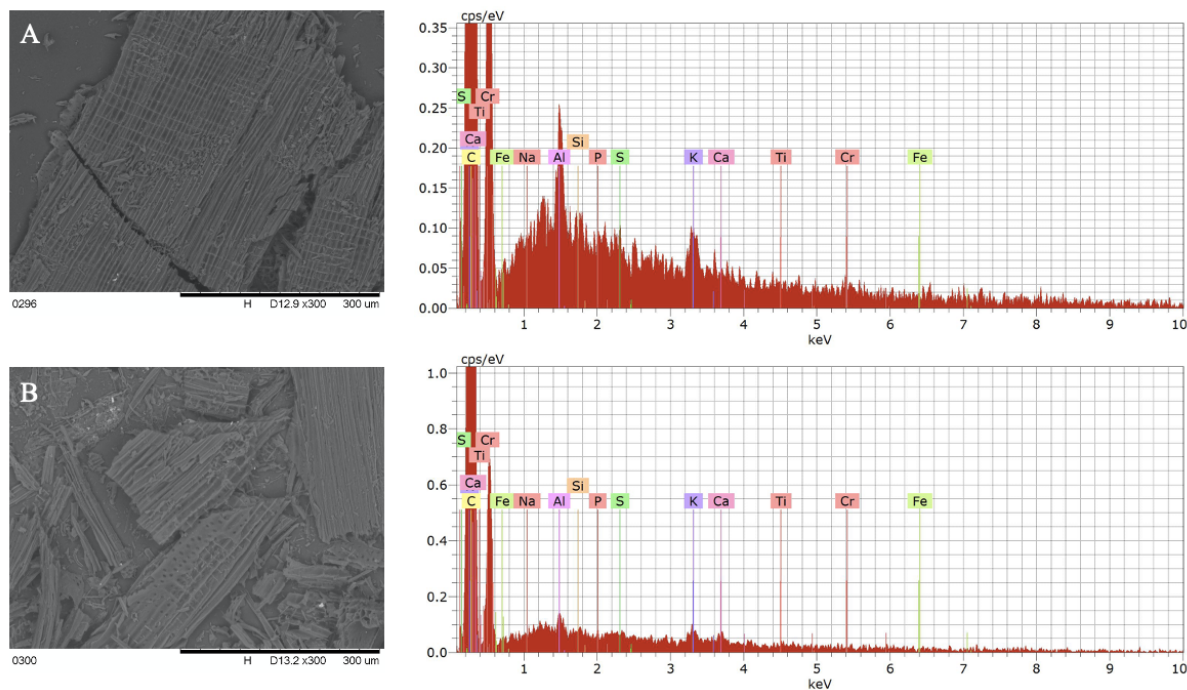 A
0296
H D12.9 x300 300 um
cps/eV
0.35
0.30
0.25
0.20
0.15
0.10
0.05
0.00
S Cr
Ti
Ca Si
C Fe Na Al P S K Ca Ti Cr Fe
1 2 3 4 5 6 7 8 9 10
keV
B
0300
H D13.2 x300 300 um
cps/eV
1.0
0.8
0.6
0.4
0.2
0.0
S Cr
Ti
Ca Si
C Fe Na Al P S K Ca Ti Cr Fe
1 2 3 4 5 6 7 8 9 10
keV